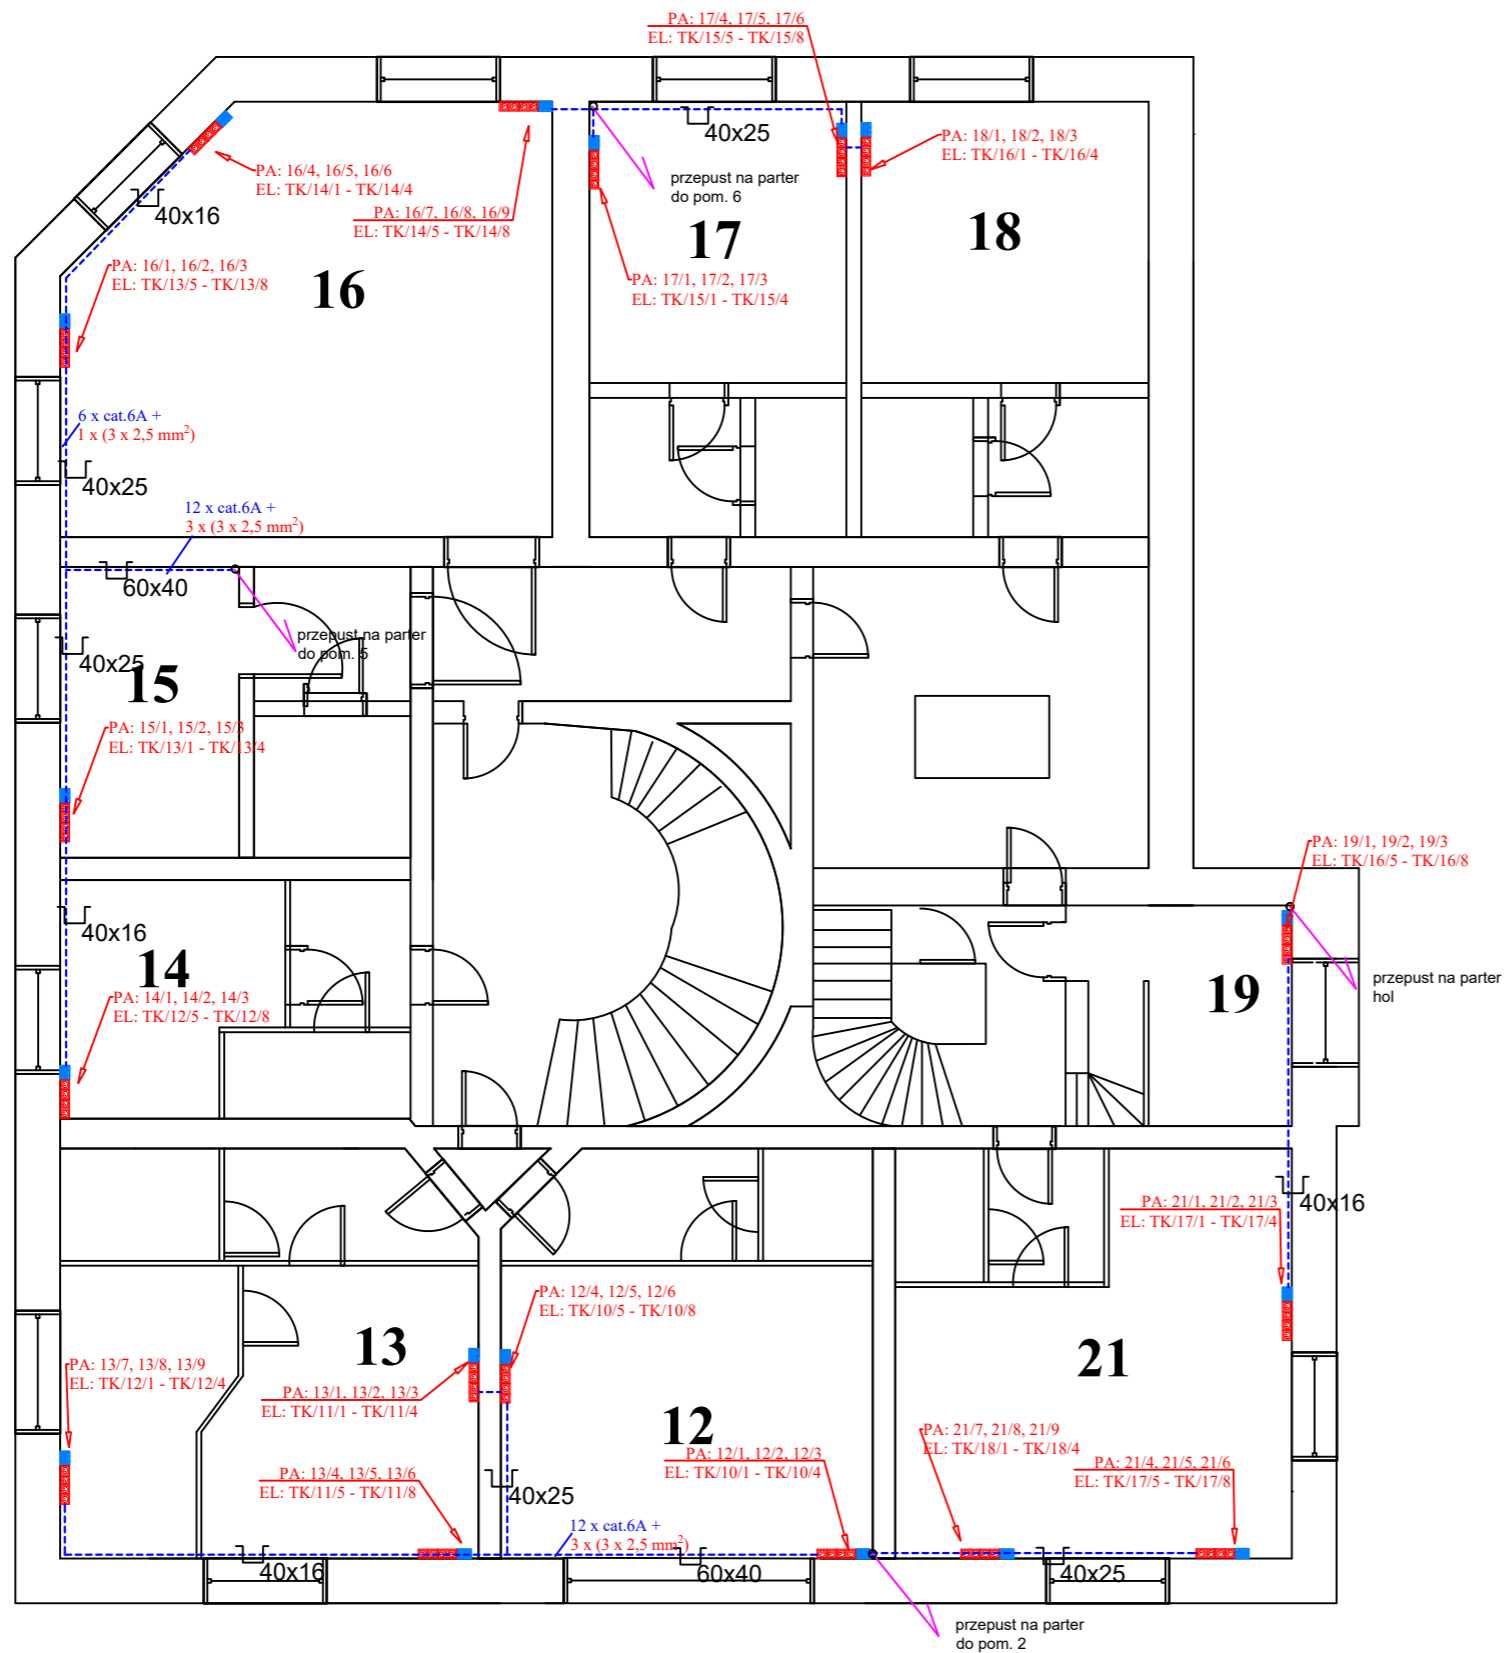 PA: 17/4, 17/5, 17/6
EL: TK/15/5 - TK/15/8
40x25
PA: 18/1, 18/2, 18/3
EL: TK/16/1 - TK/16/4
PA: 16/4, 16/5, 16/6
EL: TK/14/1 - TK/14/4
przepust na parter
do pom. 6
40x16
PA: 16/7, 16/8, 16/9
EL: TK/14/5 - TK/14/8
17
18
PA: 16/1, 16/2, 16/3
EL: TK/13/5 - TK/13/8
16
PA: 17/1, 17/2, 17/3
EL: TK/15/1 - TK/15/4
6 x cat.6A +
1 x (3 x 2,5 mm²)
40x25
12 x cat.6A +
3 x (3 x 2,5 mm²)
60x40
przepust na parter
do pom. 5
40x25
15
PA: 15/1, 15/2, 15/3
EL: TK/13/1 - TK/13/4
PA: 19/1, 19/2, 19/3
EL: TK/16/5 - TK/16/8
40x16
14
PA: 14/1, 14/2, 14/3
EL: TK/12/5 - TK/12/8
19
przepust na parter
hol
PA: 21/1, 21/2, 21/3
EL: TK/17/1 - TK/17/4
40x16
PA: 12/4, 12/5, 12/6
EL: TK/10/5 - TK/10/8
13
21
PA: 13/7, 13/8, 13/9
EL: TK/12/1 - TK/12/4
PA: 13/1, 13/2, 13/3
EL: TK/11/1 - TK/11/4
12
PA: 21/7, 21/8, 21/9
EL: TK/18/1 - TK/18/4
PA: 12/1, 12/2, 12/3
EL: TK/10/1 - TK/10/4
PA: 21/4, 21/5, 21/6
EL: TK/17/5 - TK/17/8
PA: 13/4, 13/5, 13/6
EL: TK/11/5 - TK/11/8
40x25
12 x cat.6A +
3 x (3 x 2,5 mm²)
40x16
60x40
40x25
przepust na parter
do pom. 2